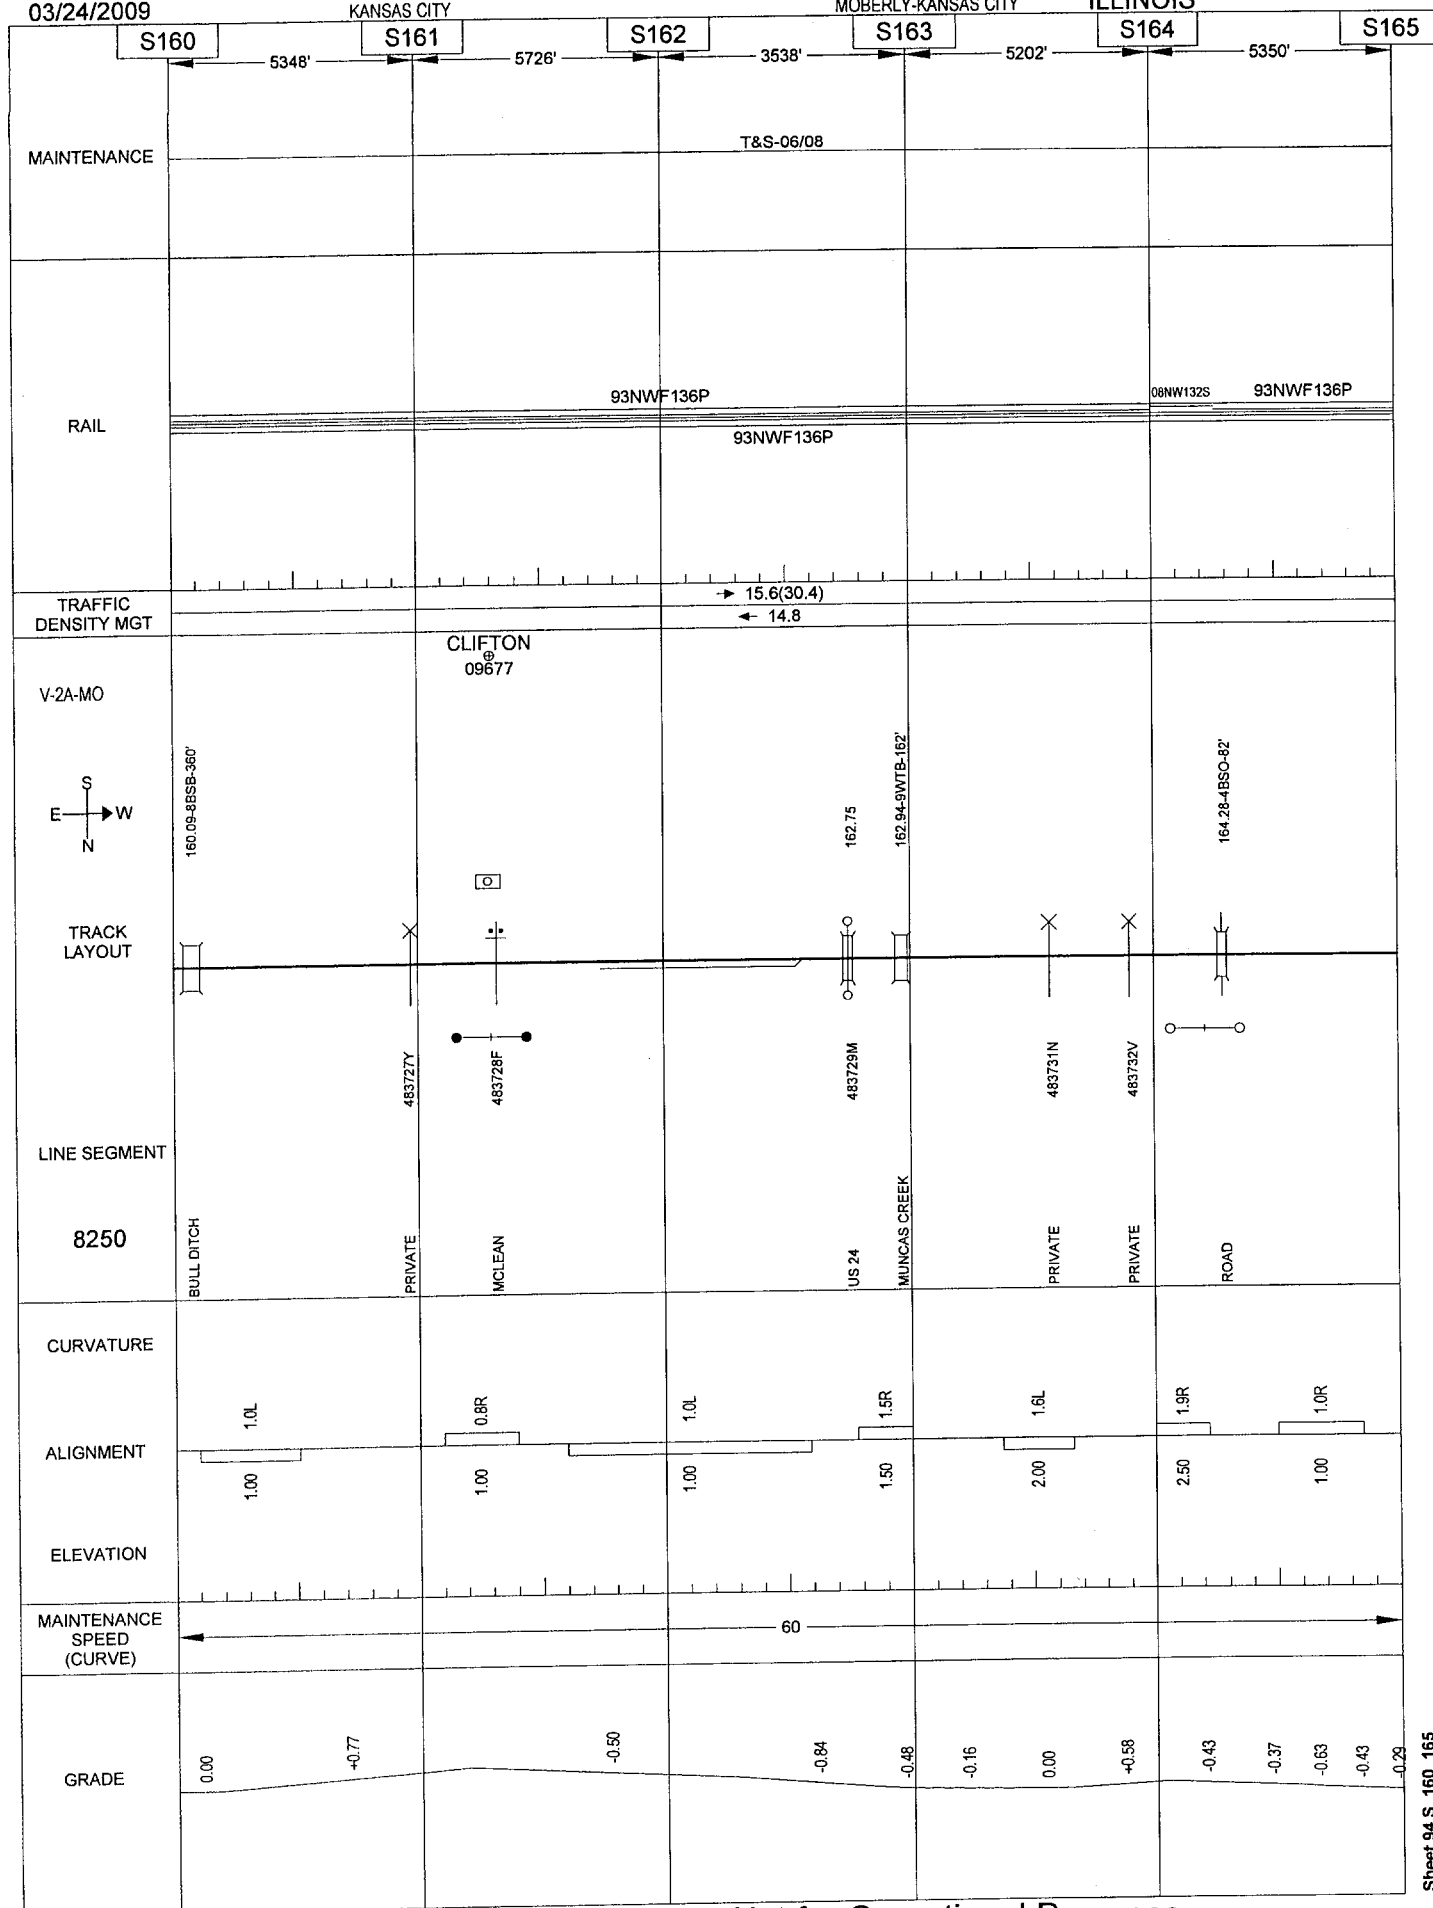 03/24/2009 KANSAS CITY MOBERLY-KANSAS CITY ILLINOIS
S160 S161 S162 S163 S164 S165
5348' 5726' 3538' 5202' 5350'
MAINTENANCE
T&S-06/08
RAIL
93NWF136P 08NW132S 93NWF136P
93NWF136P
TRAFFIC
DENSITY MGT
15.6(30.4)
14.8
CLIFTON
09677
V-2A-MO
S
E W
N
160.09-8BSB-360'
162.75
162.94-9WTB-162'
164.28-4BSO-82'
TRACK
LAYOUT
483727Y
483728F
483729M
483731N
483732V
LINE SEGMENT
8250
BULL DITCH
PRIVATE
MCLEAN
US 24
MUNCAS CREEK
PRIVATE
PRIVATE
ROAD
CURVATURE
1.0L 0.8R 1.0L 1.5R 1.6L 1.9R 1.0R
ALIGNMENT
1.00 1.00 1.00 1.50 2.00 2.50 1.00
ELEVATION
MAINTENANCE
SPEED
(CURVE)
60
GRADE
0.00 +0.77 -0.50 -0.84 -0.48 -0.16 0.00 +0.58 -0.43 -0.37 -0.63 -0.43 -0.29
Sheet 94 S 160 165